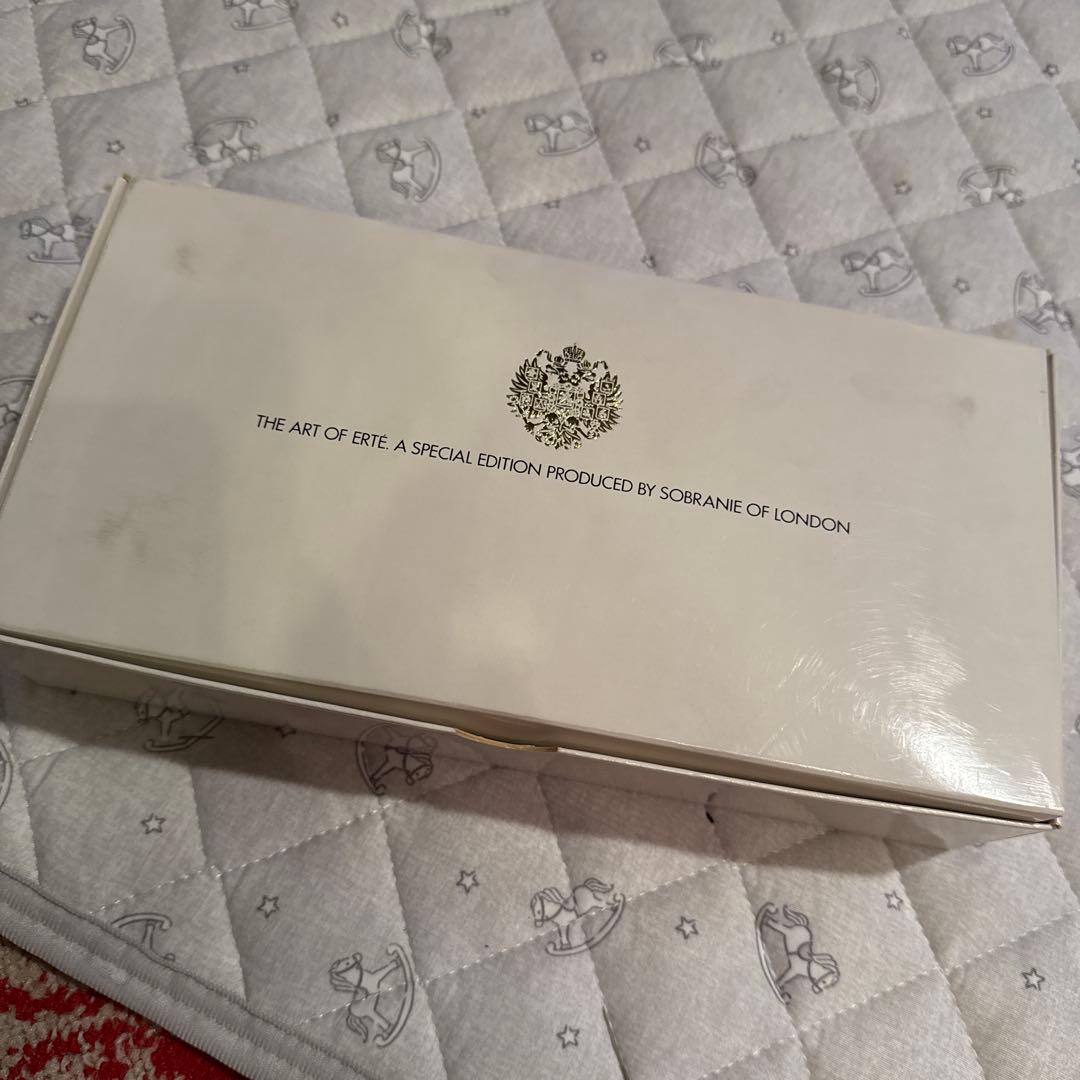 THE ART OF ERTÉ. A SPECIAL EDITION PRODUCED BY SOBRANIE OF LONDON